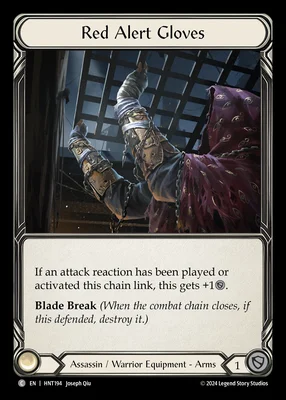 Red Alert Gloves
If an attack reaction has been played or
activated this chain link, this gets +1.
Blade Break (When the combat chain closes, if
this defended, destroy it.)
Assassin / Warrior Equipment - Arms
1
C EN | HNT194 Joseph Qiu
© 2024 Legend Story Studios